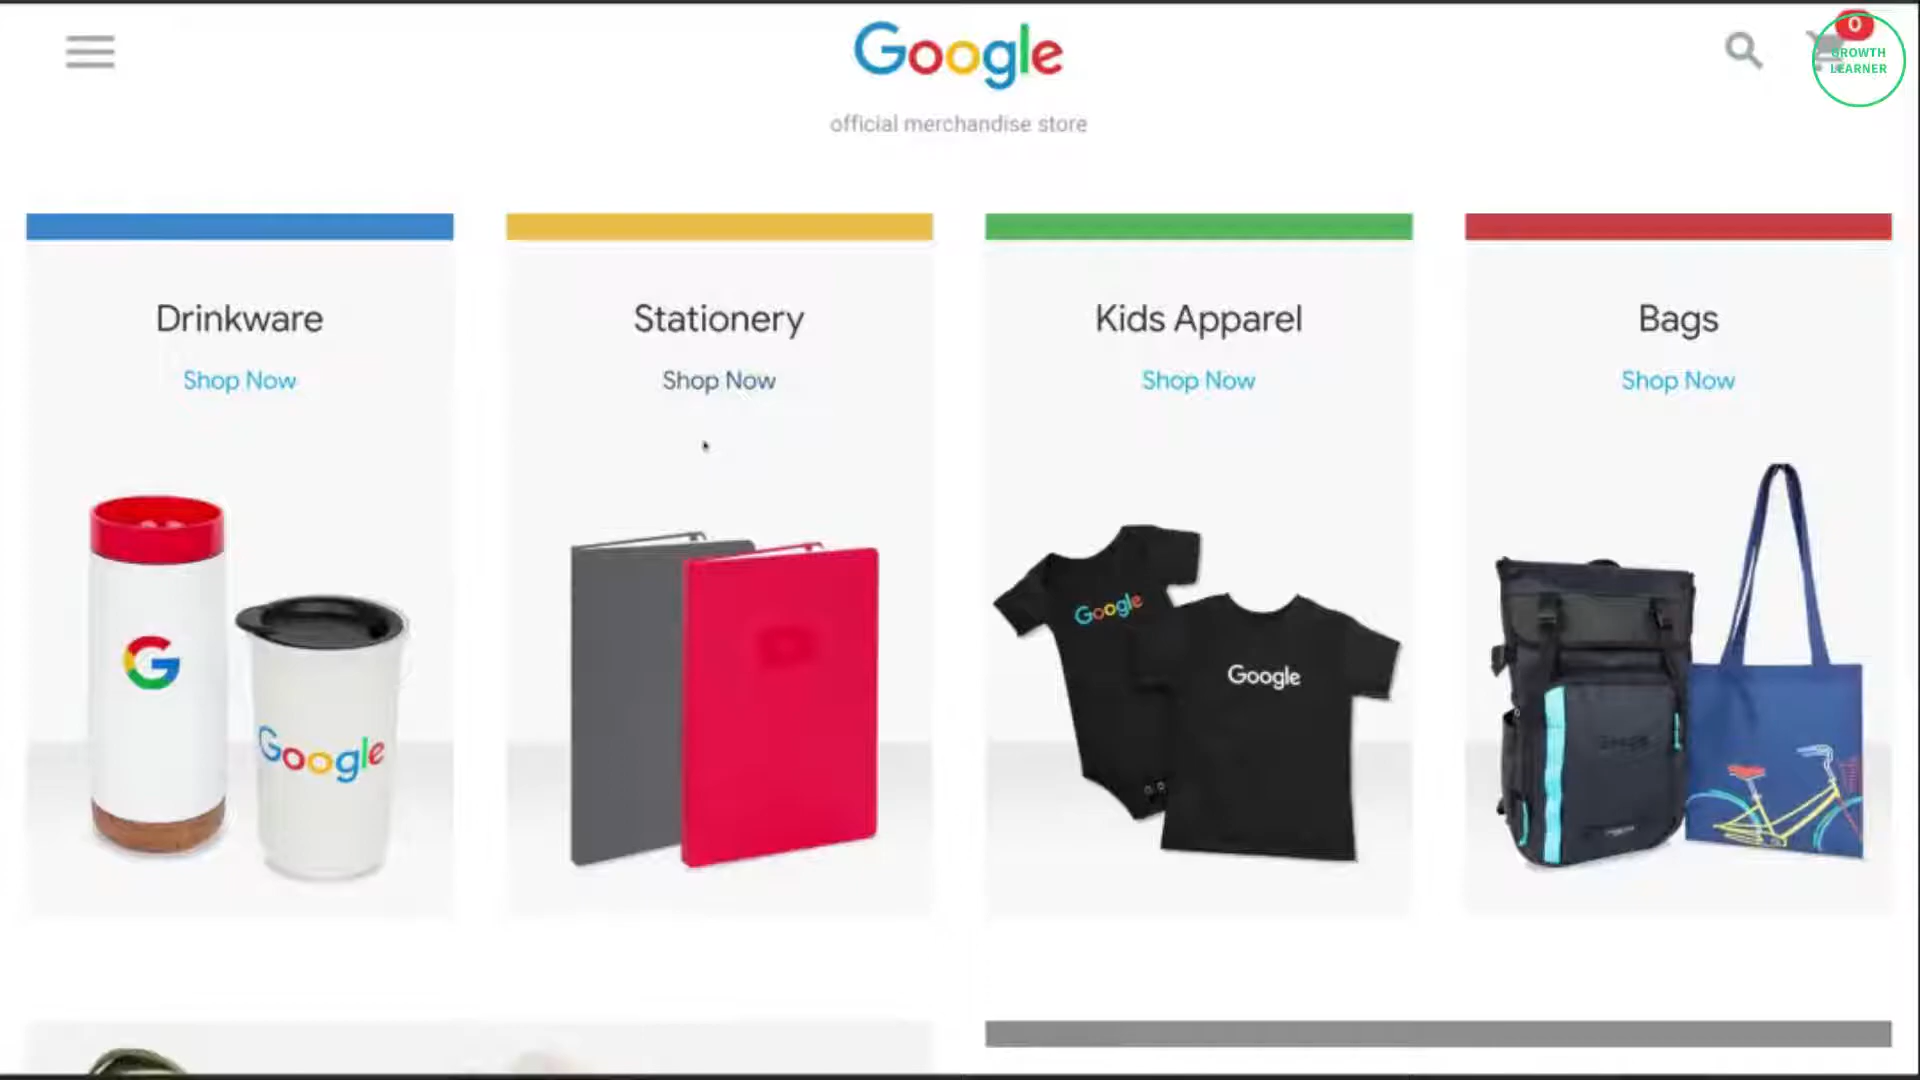 Google
official merchandise store
0
GROWTH
LEARNER
Drinkware
Shop Now
Stationery
Shop Now
Kids Apparel
Shop Now
Bags
Shop Now
G
Google
Google
Google